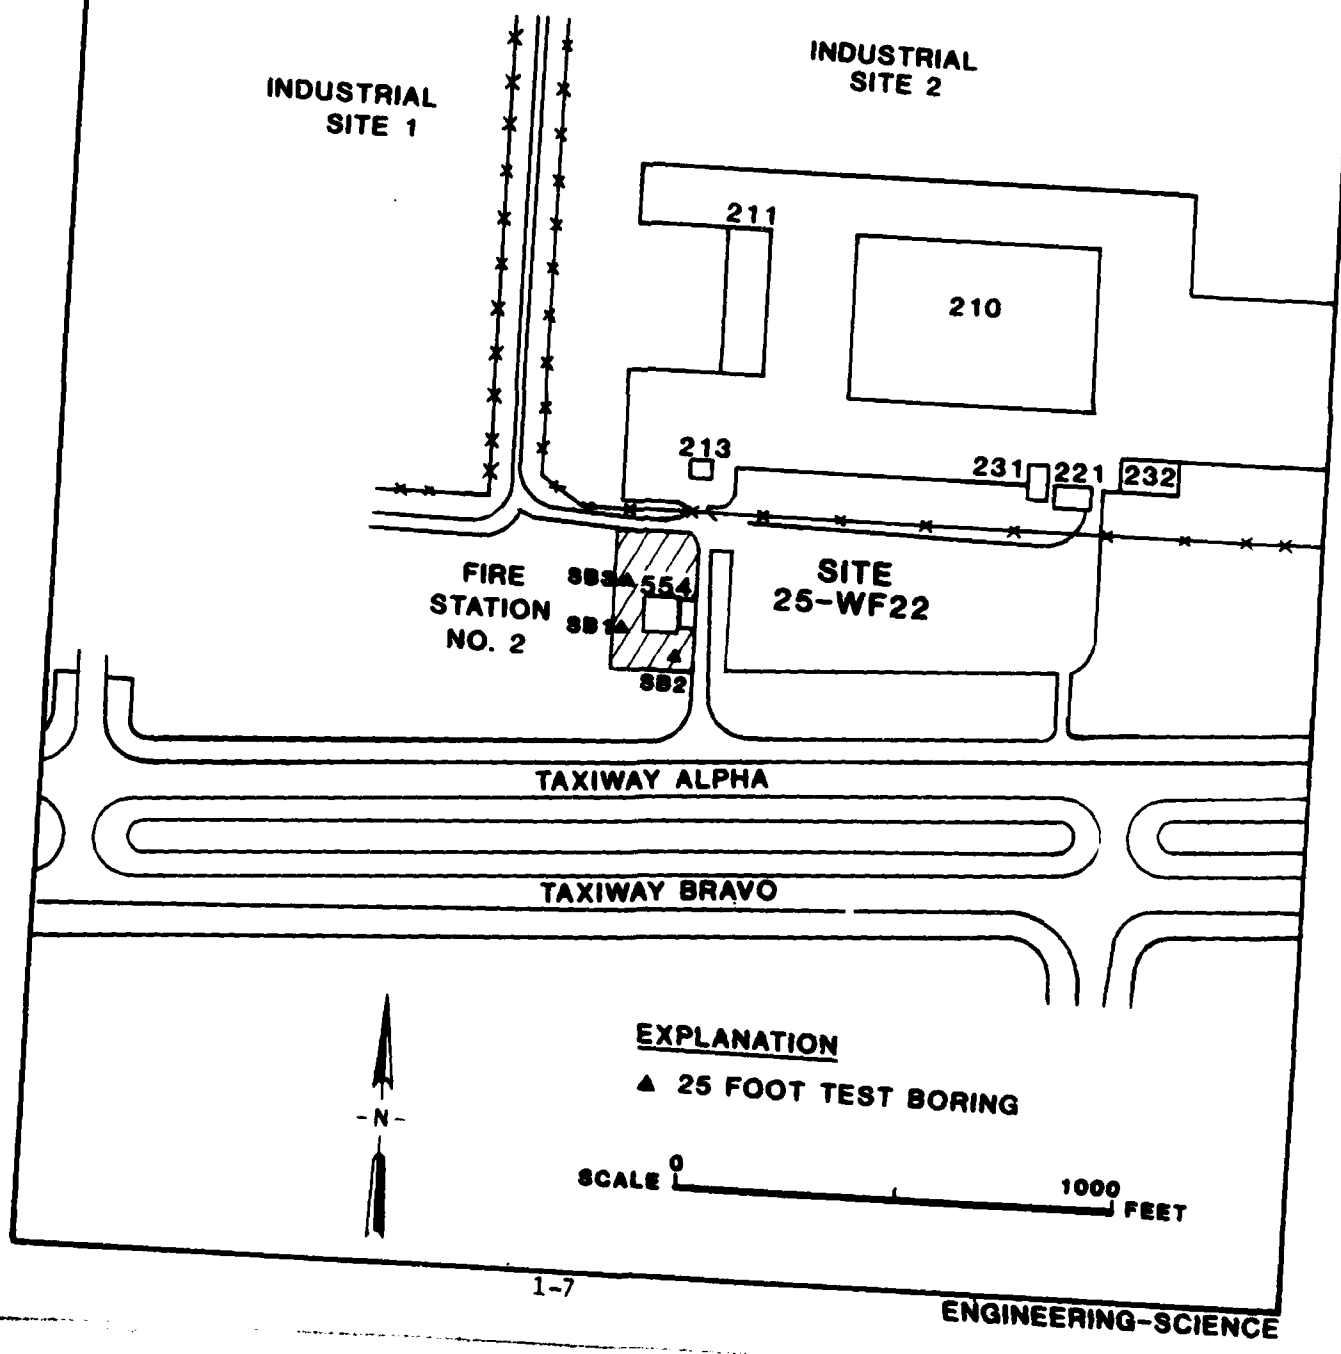 INDUSTRIAL
SITE 2
INDUSTRIAL
SITE 1
211
210
213
231 221 232
FIRE
STATION
NO. 2
SB3
554
SB1
SB2
SITE
25-WF22
TAXIWAY ALPHA
TAXIWAY BRAVO
-N-
EXPLANATION
▲ 25 FOOT TEST BORING
SCALE 0 1000 FEET
1-7
ENGINEERING-SCIENCE